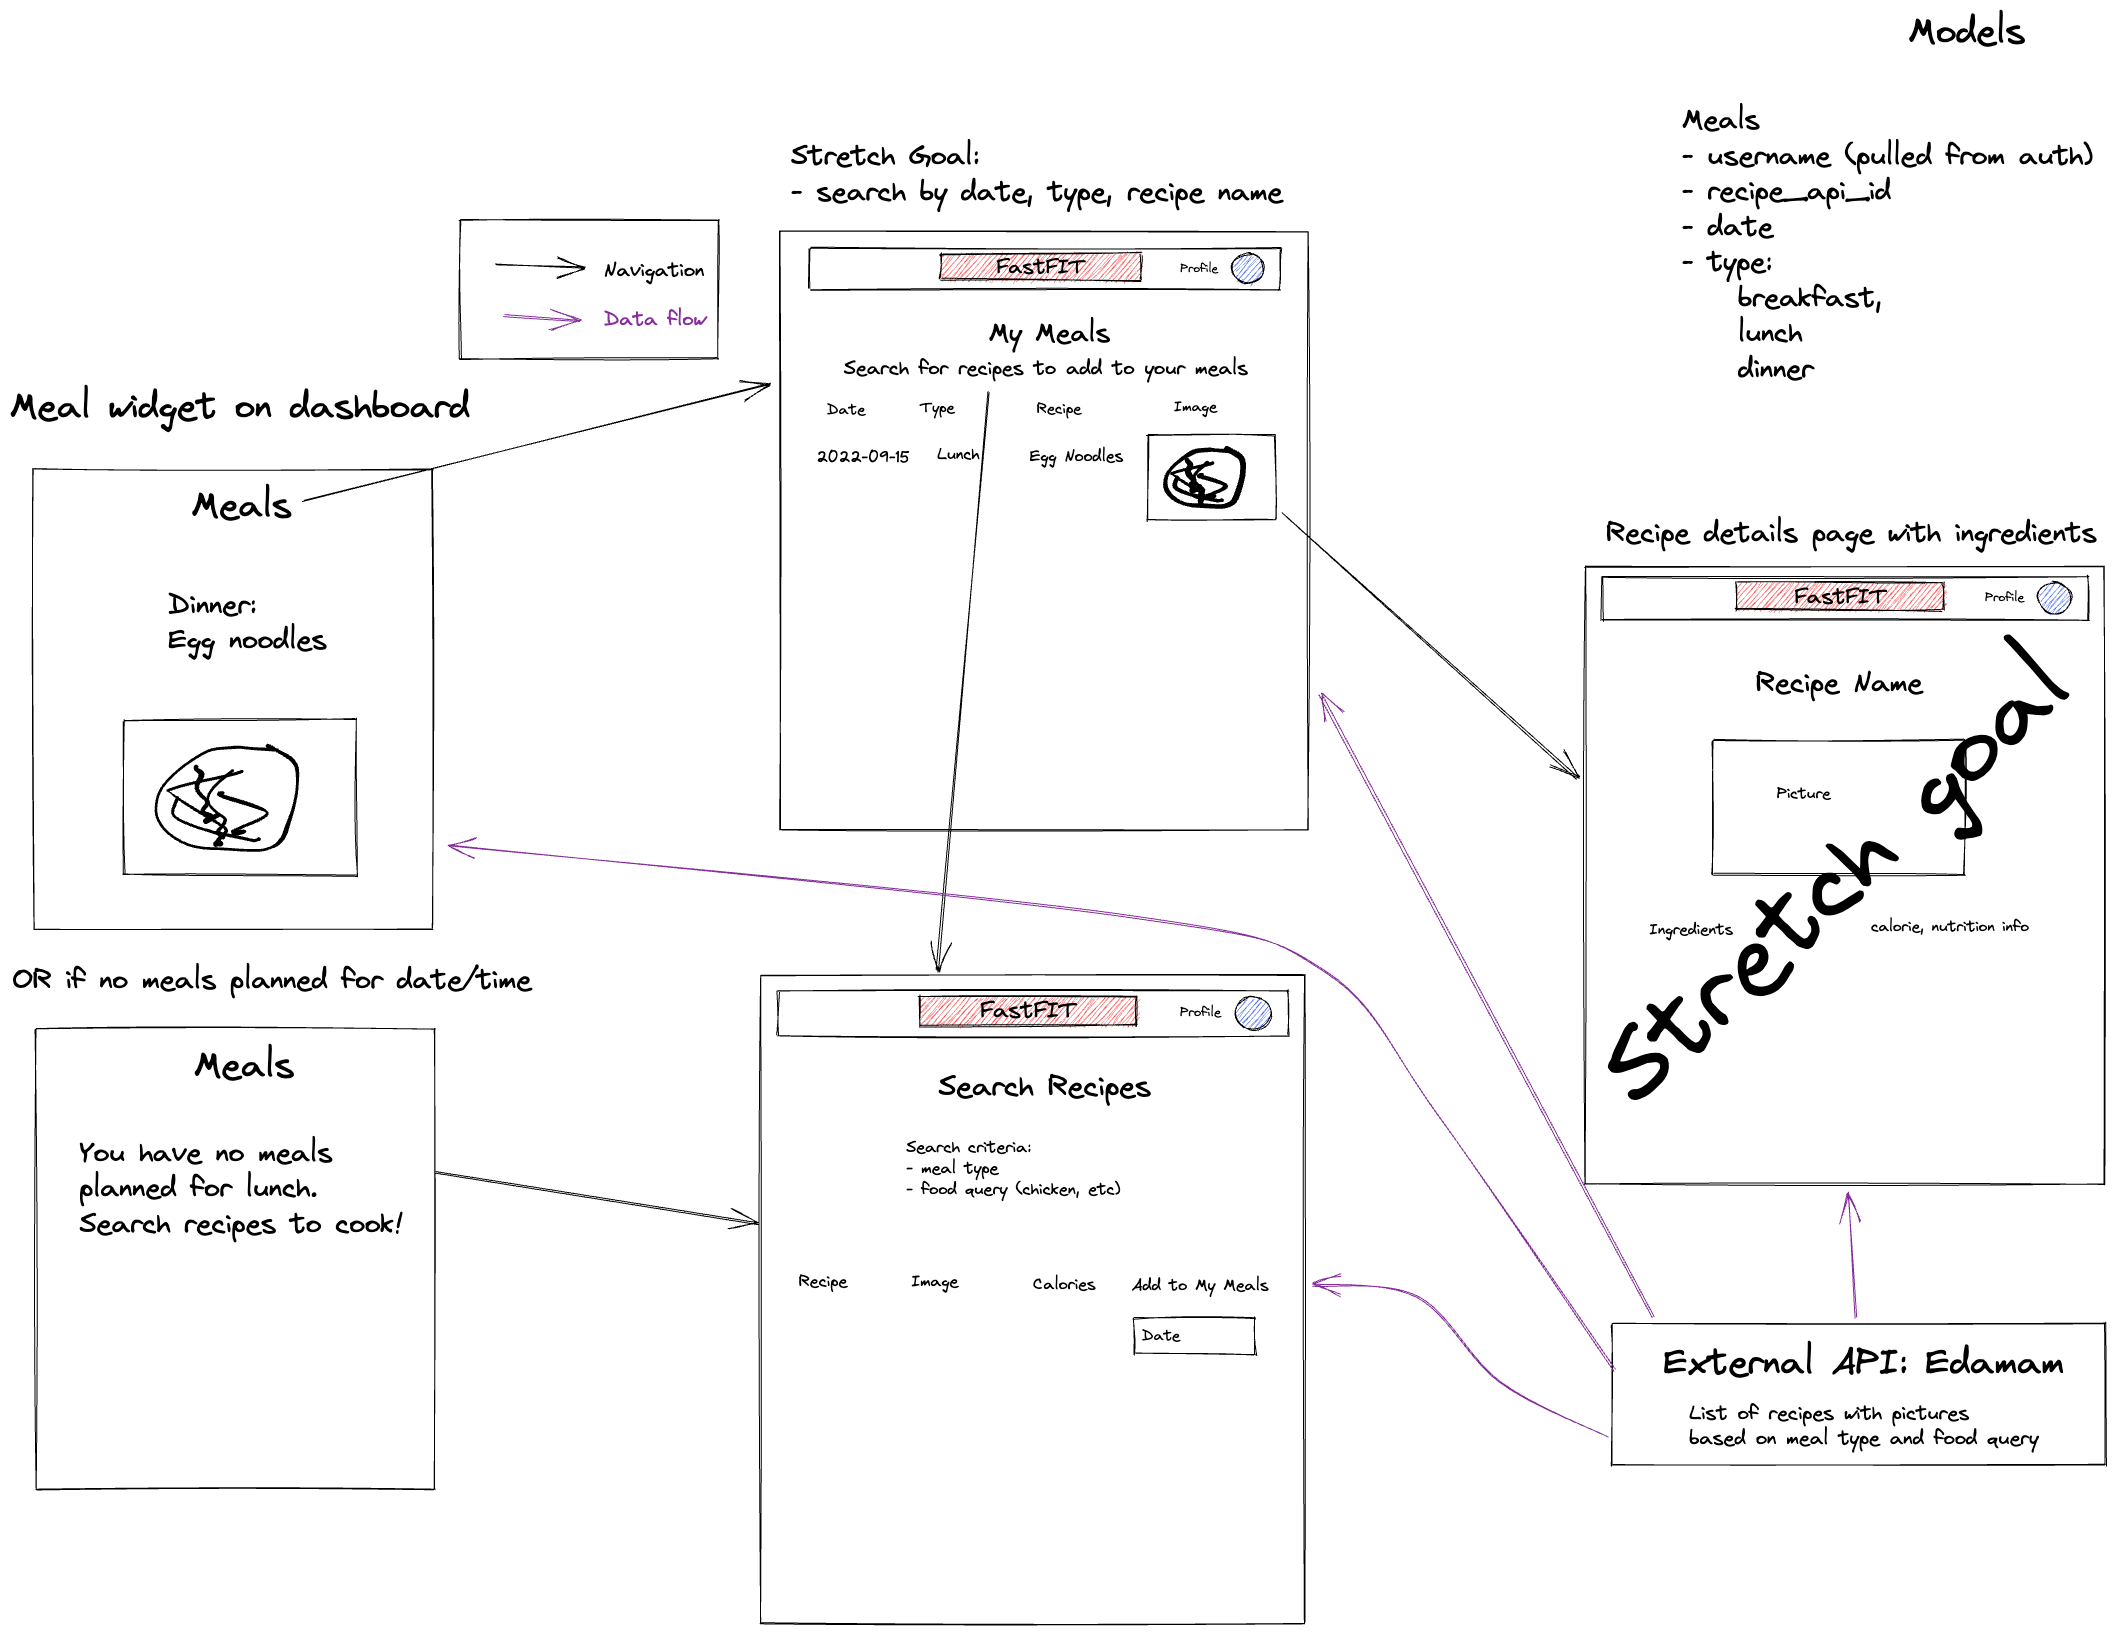 Models
Meals
- username (pulled from auth)
- recipe_api_id
- date
- type:
breakfast,
lunch
dinner
Stretch Goal:
- search by date, type, recipe name
Navigation
Data flow
FastFIT
Profile
My Meals
Search for recipes to add to your meals
Date Type Recipe Image
2022-09-15 Lunch Egg Noodles
Meal widget on dashboard
Meals
Dinner:
Egg noodles
OR if no meals planned for date/time
Meals
You have no meals
planned for lunch.
Search recipes to cook!
FastFIT
Profile
Search Recipes
Search criteria:
- meal type
- food query (chicken, etc)
Recipe Image Calories Add to My Meals
Date
Recipe details page with ingredients
FastFIT
Profile
Recipe Name
Picture
Ingredients calorie, nutrition info
Stretch goal
External API: Edamam
List of recipes with pictures
based on meal type and food query